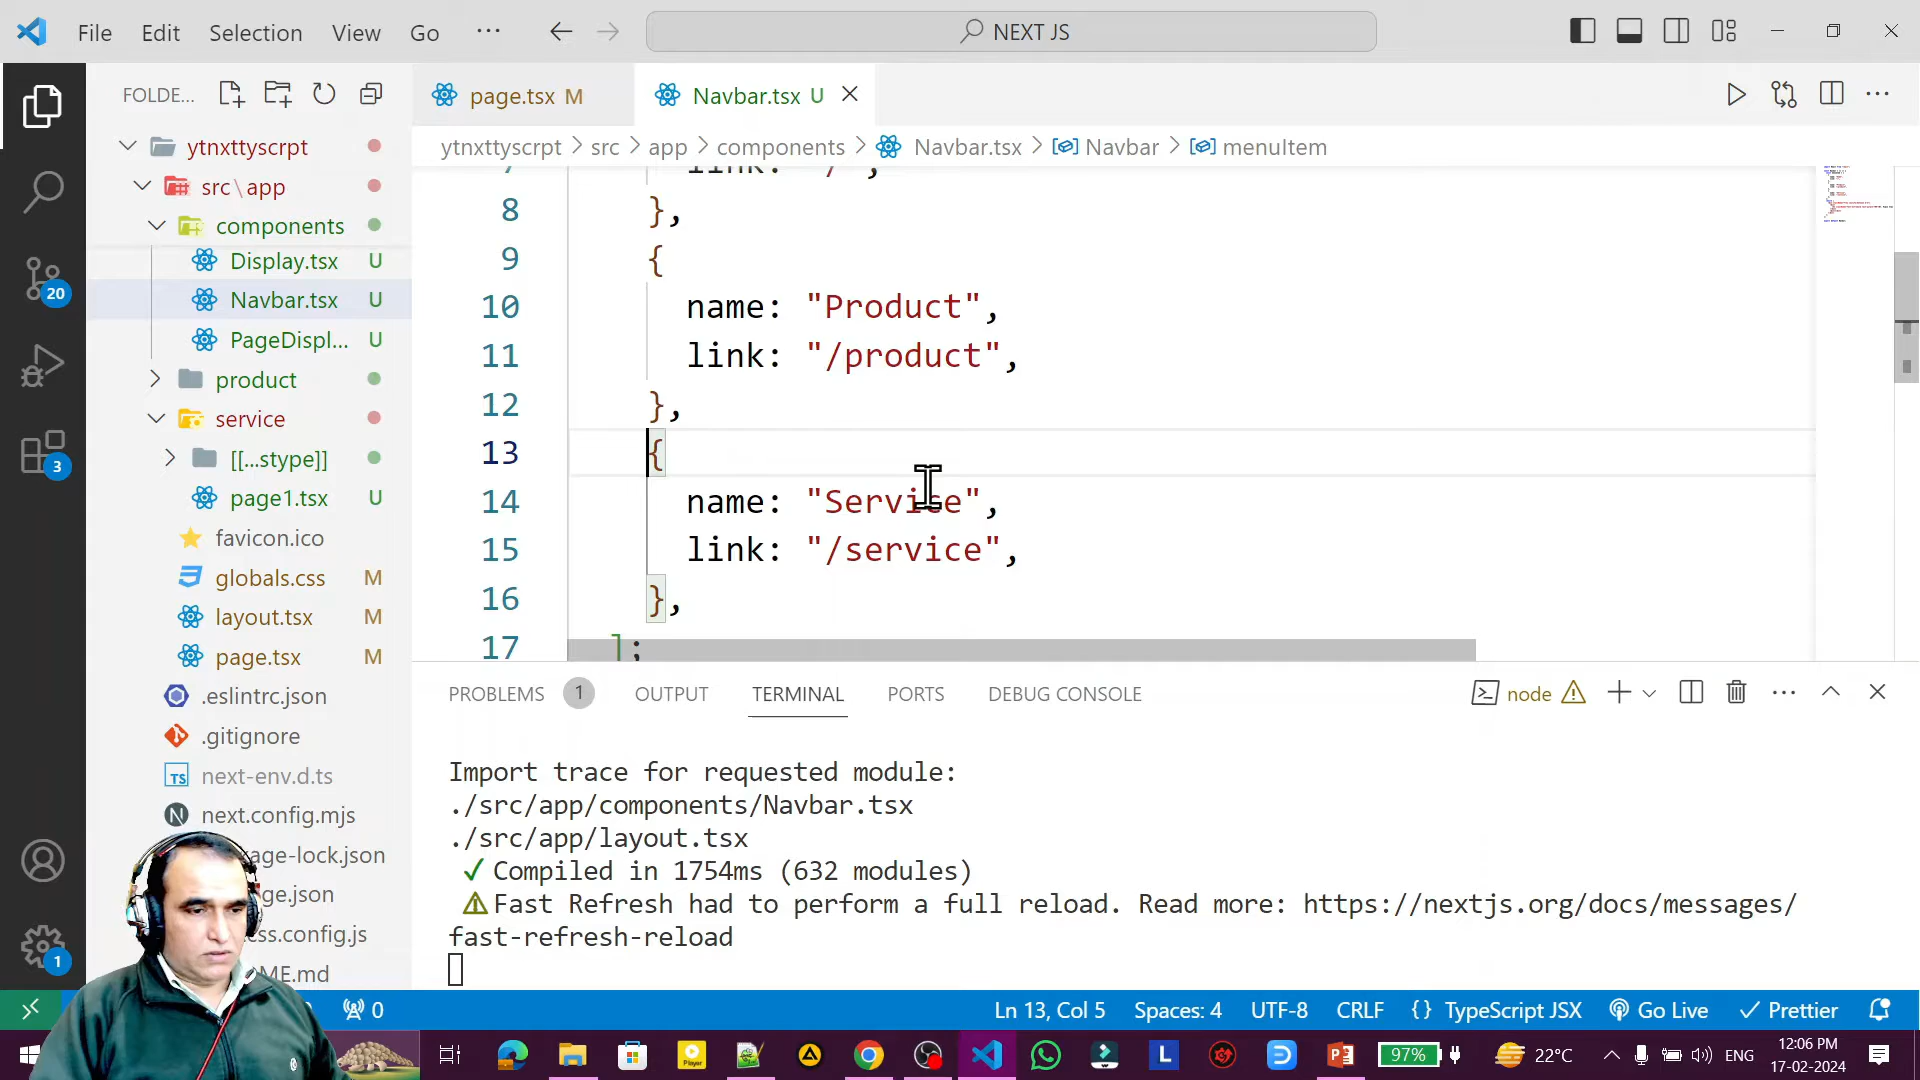 File Edit Selection View Go ... NEXT JS
FOLDE... page.tsx M Navbar.tsx U
ytnxttyscrpt > src > app > components > Navbar.tsx > Navbar > menuItem
ytnxttyscrpt
src\app
components
Display.tsx U
Navbar.tsx U
PageDispl... U
product
service
[[...stype]]
page1.tsx U
favicon.ico
globals.css M
layout.tsx M
page.tsx M
.eslintrc.json
.gitignore
next-env.d.ts
next.config.mjs
age-lock.json
ge.json
css.config.js
ME.md
20
3
1
8 },
9 {
10 name: "Product",
11 link: "/product",
12 },
13 {
14 name: "Service",
15 link: "/service",
16 },
17 ];
PROBLEMS 1 OUTPUT TERMINAL PORTS DEBUG CONSOLE node
Import trace for requested module:
./src/app/components/Navbar.tsx
./src/app/layout.tsx
✓ Compiled in 1754ms (632 modules)
⚠ Fast Refresh had to perform a full reload. Read more: https://nextjs.org/docs/messages/
fast-refresh-reload
0 Ln 13, Col 5 Spaces: 4 UTF-8 CRLF {} TypeScript JSX Go Live Prettier
97% 22°C ENG 12:06 PM
17-02-2024